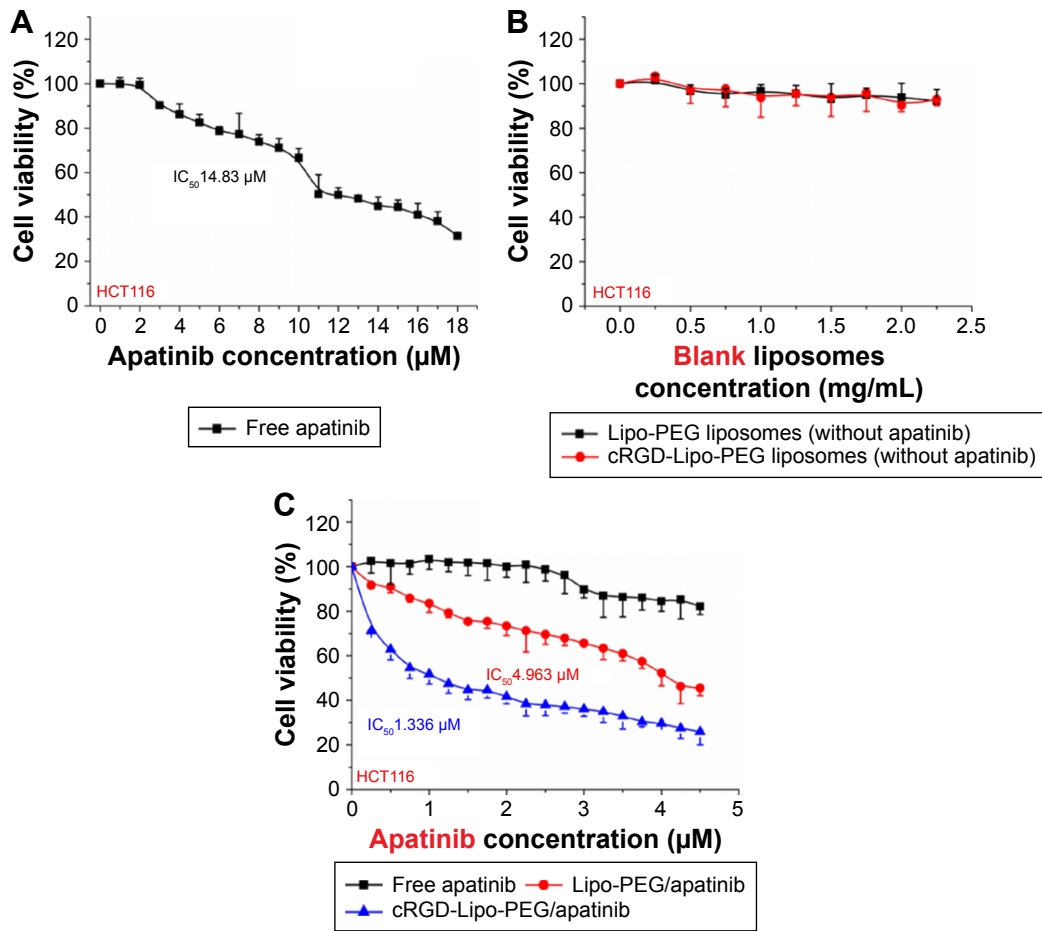 A
120
100
80
60
40
20
0
Cell viability (%)
IC50 14.83 µM
HCT116
0 2 4 6 8 10 12 14 16 18
Apatinib concentration (µM)
Free apatinib
B
120
100
80
60
40
20
0
Cell viability (%)
HCT116
0.0 0.5 1.0 1.5 2.0 2.5
Blank liposomes
concentration (mg/mL)
Lipo-PEG liposomes (without apatinib)
cRGD-Lipo-PEG liposomes (without apatinib)
C
120
100
80
60
40
20
0
Cell viability (%)
IC50 4.963 µM
IC50 1.336 µM
HCT116
0 1 2 3 4 5
Apatinib concentration (µM)
Free apatinib Lipo-PEG/apatinib
cRGD-Lipo-PEG/apatinib